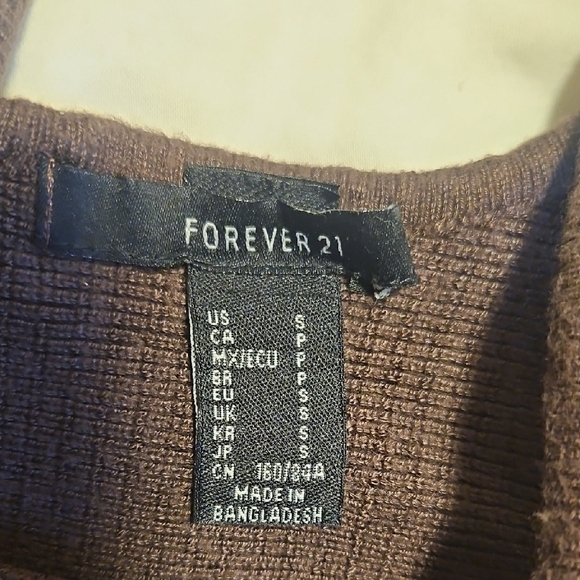 FOREVER 21
US S
CA P
MX/ECU P
BR P
EU S
UK S
KR S
JP S
CN 160/84A
MADE IN
BANGLADESH